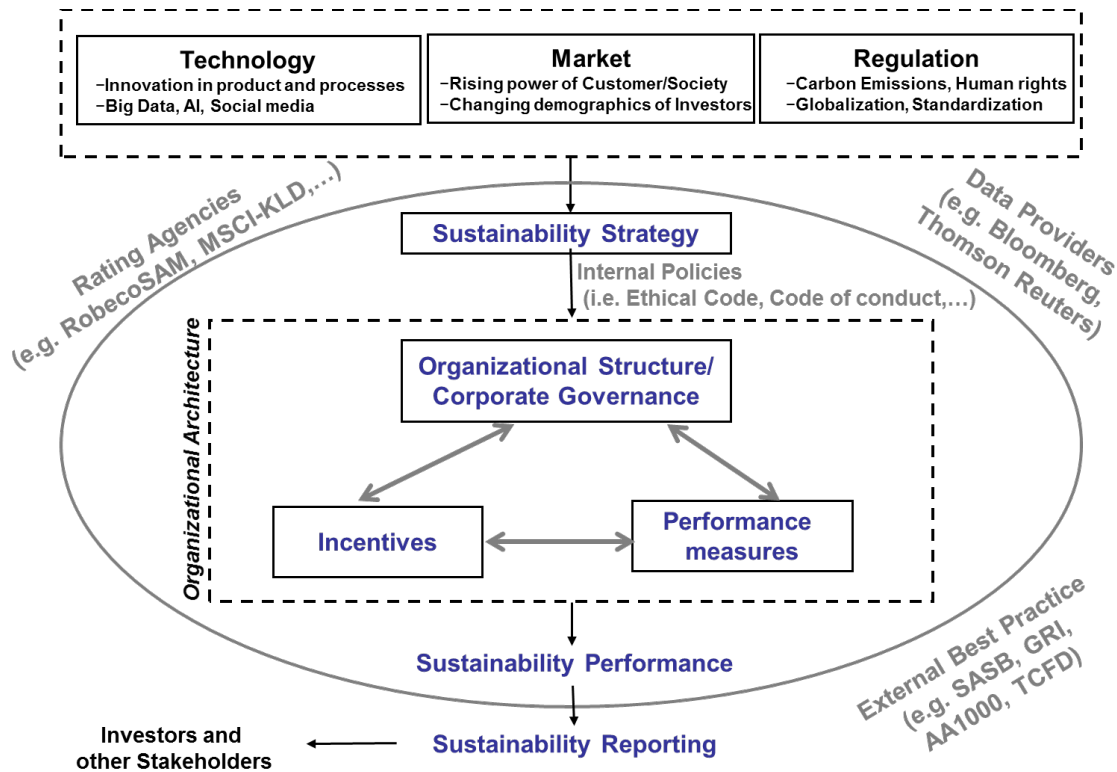 Technology
–Innovation in product and processes
–Big Data, AI, Social media
Market
–Rising power of Customer/Society
–Changing demographics of Investors
Regulation
–Carbon Emissions, Human rights
–Globalization, Standardization
Rating Agencies
(e.g. RobecoSAM, MSCI-KLD,…)
Data Providers
(e.g. Bloomberg,
Thomson Reuters)
Sustainability Strategy
Internal Policies
(i.e. Ethical Code, Code of conduct,…)
Organizational Architecture
Organizational Structure/
Corporate Governance
Incentives
Performance
measures
Sustainability Performance
External Best Practice
(e.g. SASB, GRI,
AA1000, TCFD)
Sustainability Reporting
Investors and
other Stakeholders